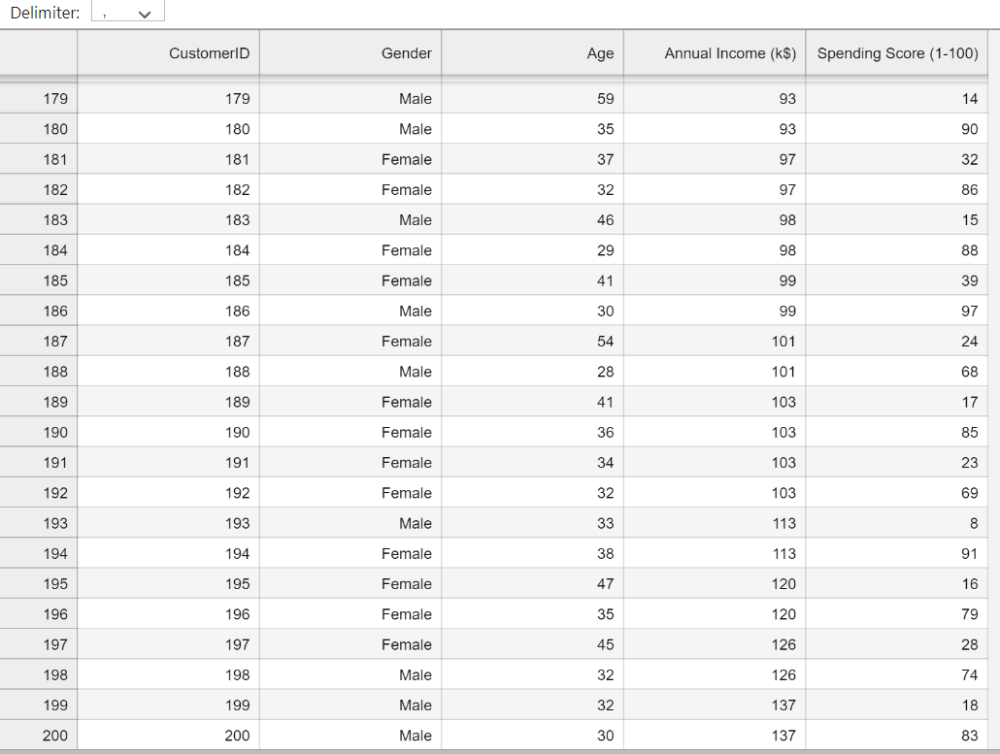 Delimiter: ,
CustomerID Gender Age Annual Income (k$) Spending Score (1-100)
179 179 Male 59 93 14
180 180 Male 35 93 90
181 181 Female 37 97 32
182 182 Female 32 97 86
183 183 Male 46 98 15
184 184 Female 29 98 88
185 185 Female 41 99 39
186 186 Male 30 99 97
187 187 Female 54 101 24
188 188 Male 28 101 68
189 189 Female 41 103 17
190 190 Female 36 103 85
191 191 Female 34 103 23
192 192 Female 32 103 69
193 193 Male 33 113 8
194 194 Female 38 113 91
195 195 Female 47 120 16
196 196 Female 35 120 79
197 197 Female 45 126 28
198 198 Male 32 126 74
199 199 Male 32 137 18
200 200 Male 30 137 83